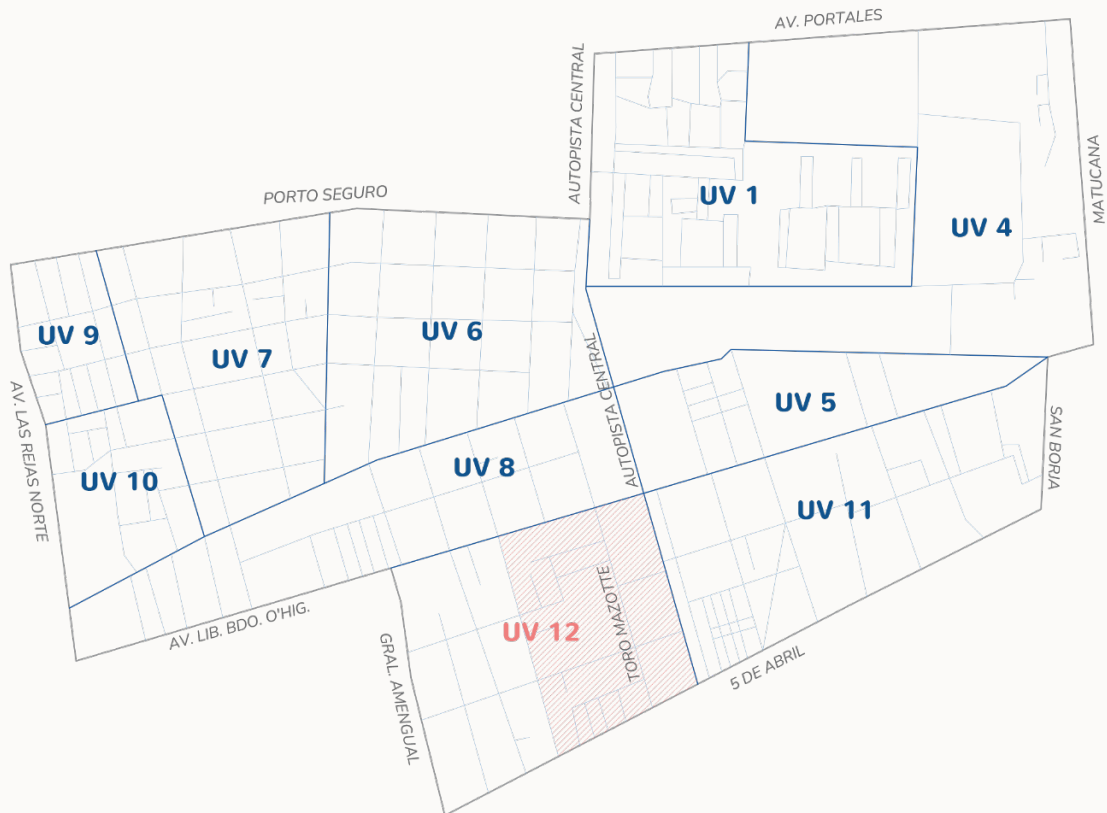 AV. PORTALES
AUTOPISTA CENTRAL
MATUCANA
PORTO SEGURO
UV 1
UV 4
UV 9
UV 7
UV 6
AUTOPISTA CENTRAL
UV 5
AV. LAS REJAS NORTE
UV 10
UV 8
SAN BORJA
UV 11
AV. LIB. BDO. O'HIG.
GRAL. AMENGUAL
UV 12
TORO MAZOTTE
5 DE ABRIL